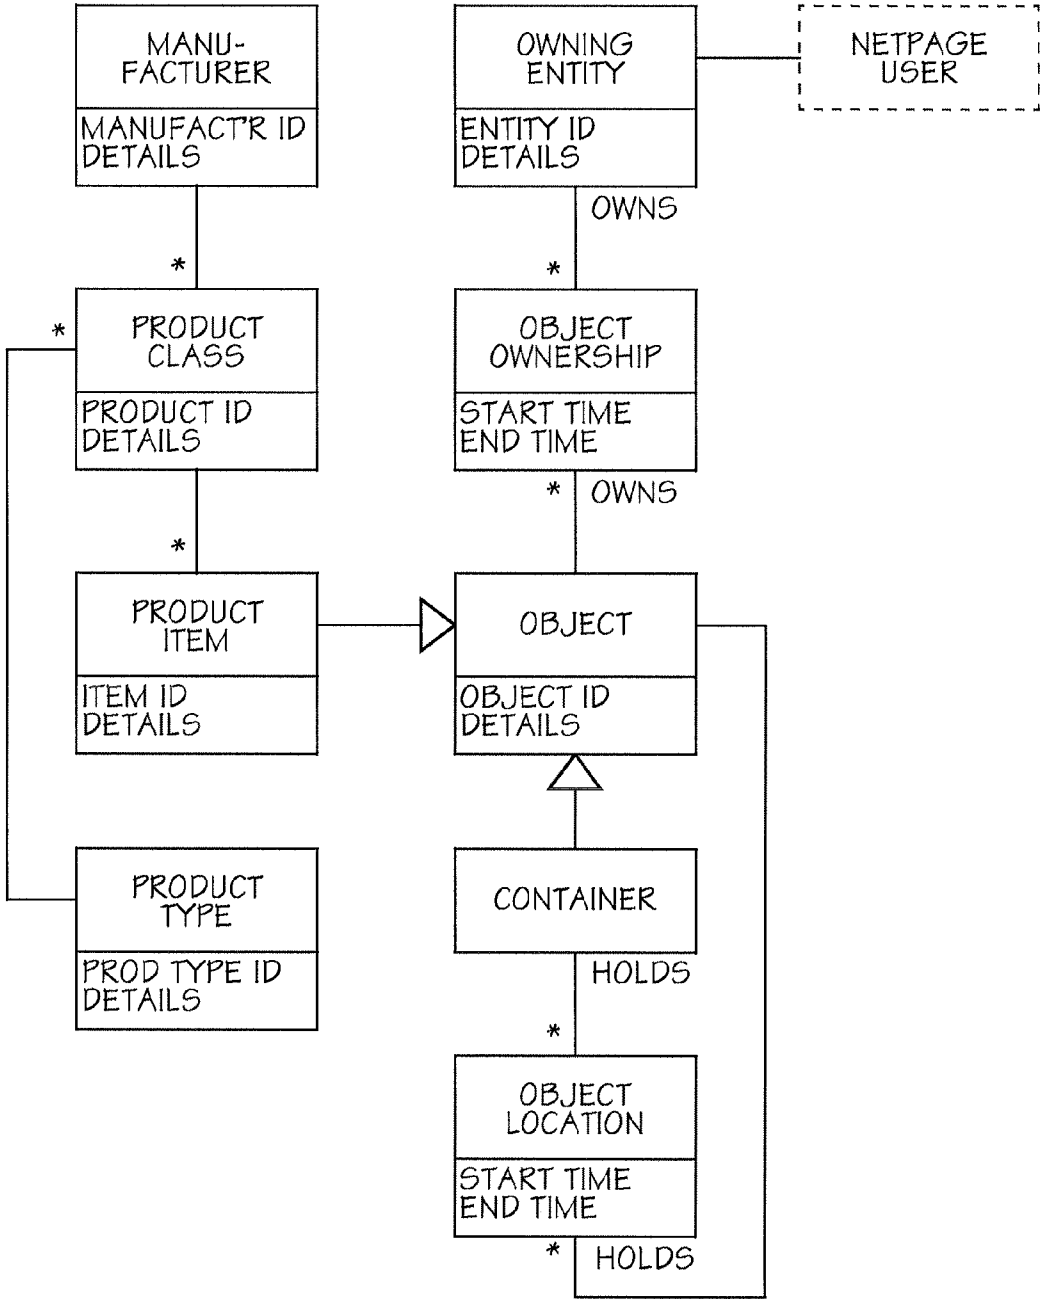 MANU-
FACTURER
MANUFACT'R ID
DETAILS
*
PRODUCT
CLASS
PRODUCT ID
DETAILS
*
*
PRODUCT
ITEM
ITEM ID
DETAILS
PRODUCT
TYPE
PROD TYPE ID
DETAILS
OWNING
ENTITY
ENTITY ID
DETAILS
OWNS
*
OBJECT
OWNERSHIP
START TIME
END TIME
* OWNS
OBJECT
OBJECT ID
DETAILS
CONTAINER
HOLDS
*
OBJECT
LOCATION
START TIME
END TIME
* HOLDS
NETPAGE
USER